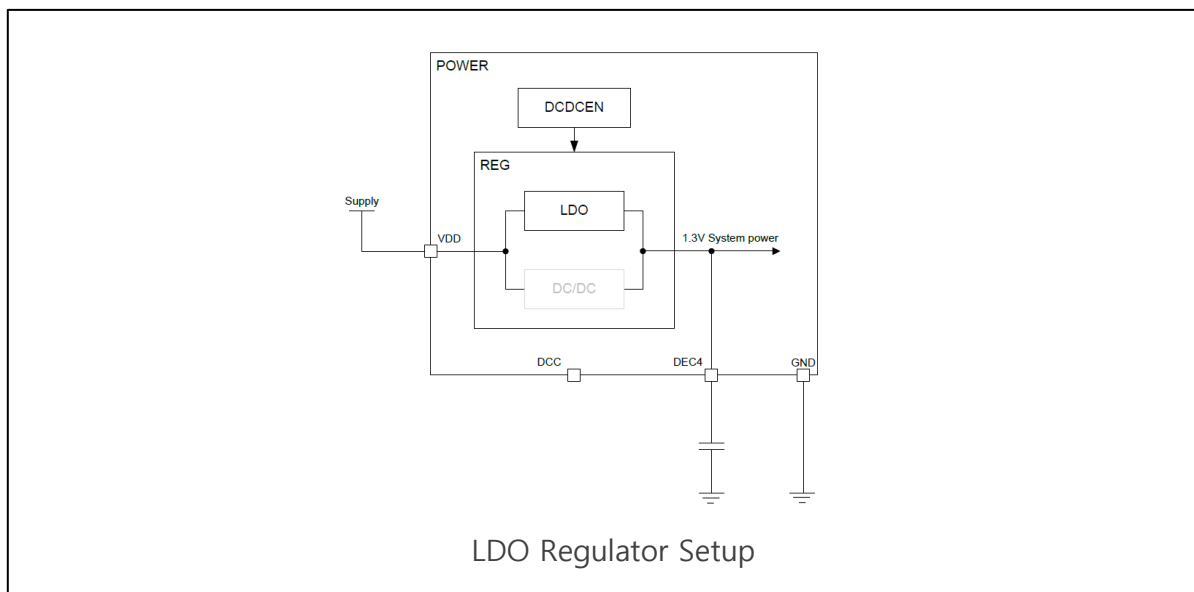 POWER
DCDCEN
REG
Supply
LDO
VDD
1.3V System power
DC/DC
DCC
DEC4
GND
LDO Regulator Setup